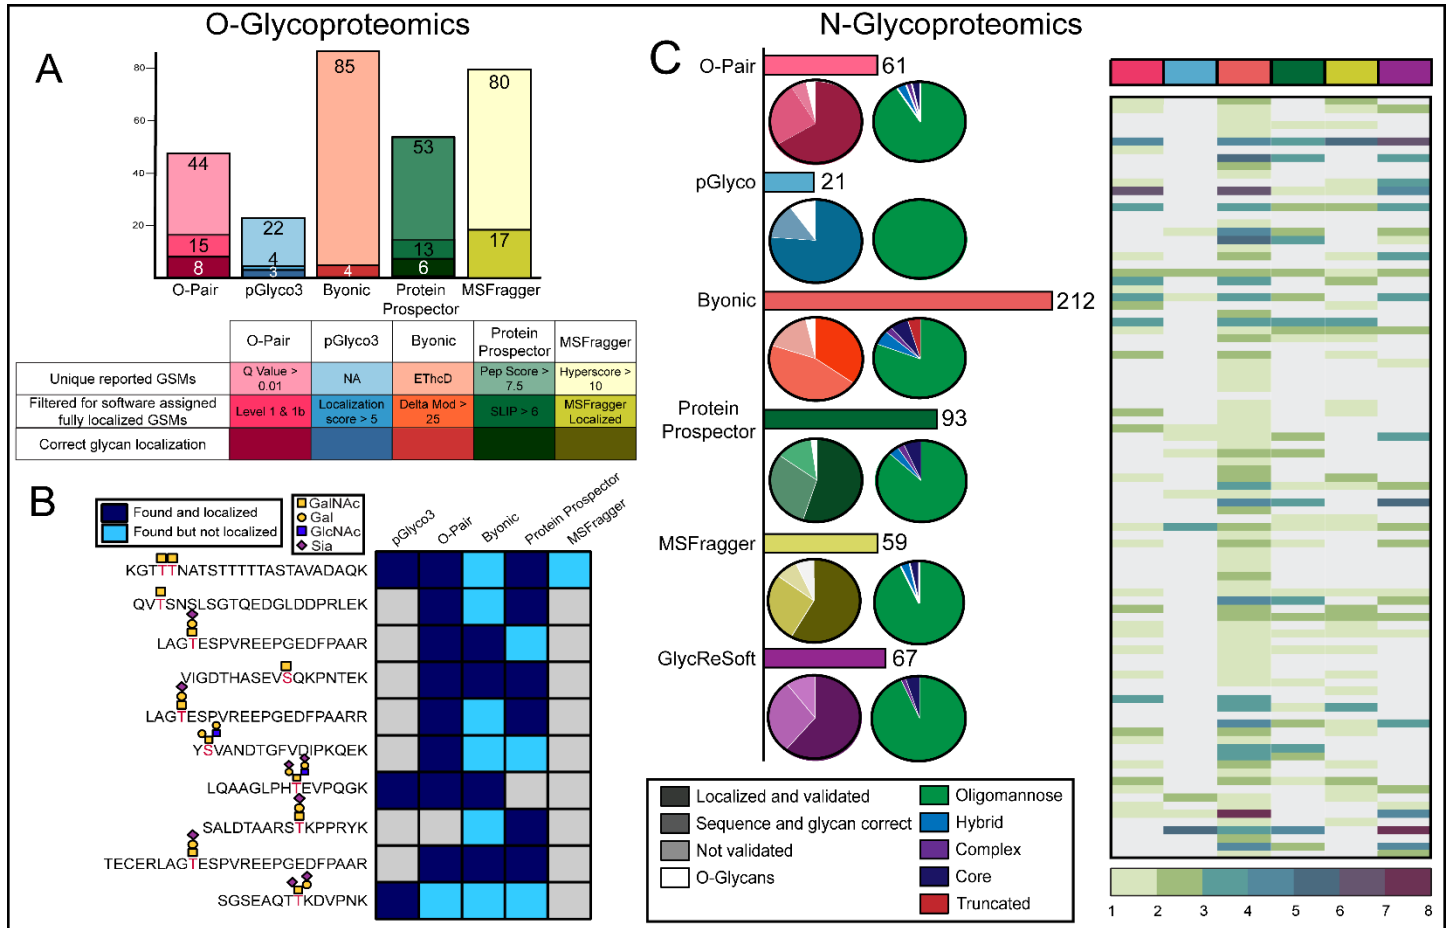 O-Glycoproteomics
N-Glycoproteomics
A
80
60
40
20
44
15
8
22
4
3
85
4
53
13
6
80
17
O-Pair
pGlyco3
Byonic
Protein
Prospector
MSFragger
O-Pair
pGlyco3
Byonic
Protein
Prospector
MSFragger
Unique reported GSMs
Q Value >
0.01
NA
EThcD
Pep Score >
7.5
Hyperscore >
10
Filtered for software assigned
fully localized GSMs
Level 1 & 1b
Localization
score > 5
Delta Mod >
25
SLIP > 6
MSFragger
Localized
Correct glycan localization
B
Found and localized
Found but not localized
GalNAc
Gal
GlcNAc
Sia
pGlyco3
O-Pair
Byonic
Protein Prospector
MSFragger
KGTTTNATSTTTTTASTAVADAQK
QVTSNSLSGTQEDGLDDPRLEK
LAGTESPVREEPGEDFPAAR
VIGDTHASEVSQKPNTEK
LAGTESPVREEPGEDFPAARR
YSVANDTGFVDIPKQEK
LQAAGLPHTEVPQGK
SALDTAARSTKPPRYK
TECERLAGTESPVREEPGEDFPAAR
SGSEAQTTKDVPNK
C
O-Pair
61
pGlyco
21
Byonic
212
Protein
Prospector
93
MSFragger
59
GlycReSoft
67
Localized and validated
Sequence and glycan correct
Not validated
O-Glycans
Oligomannose
Hybrid
Complex
Core
Truncated
1 2 3 4 5 6 7 8